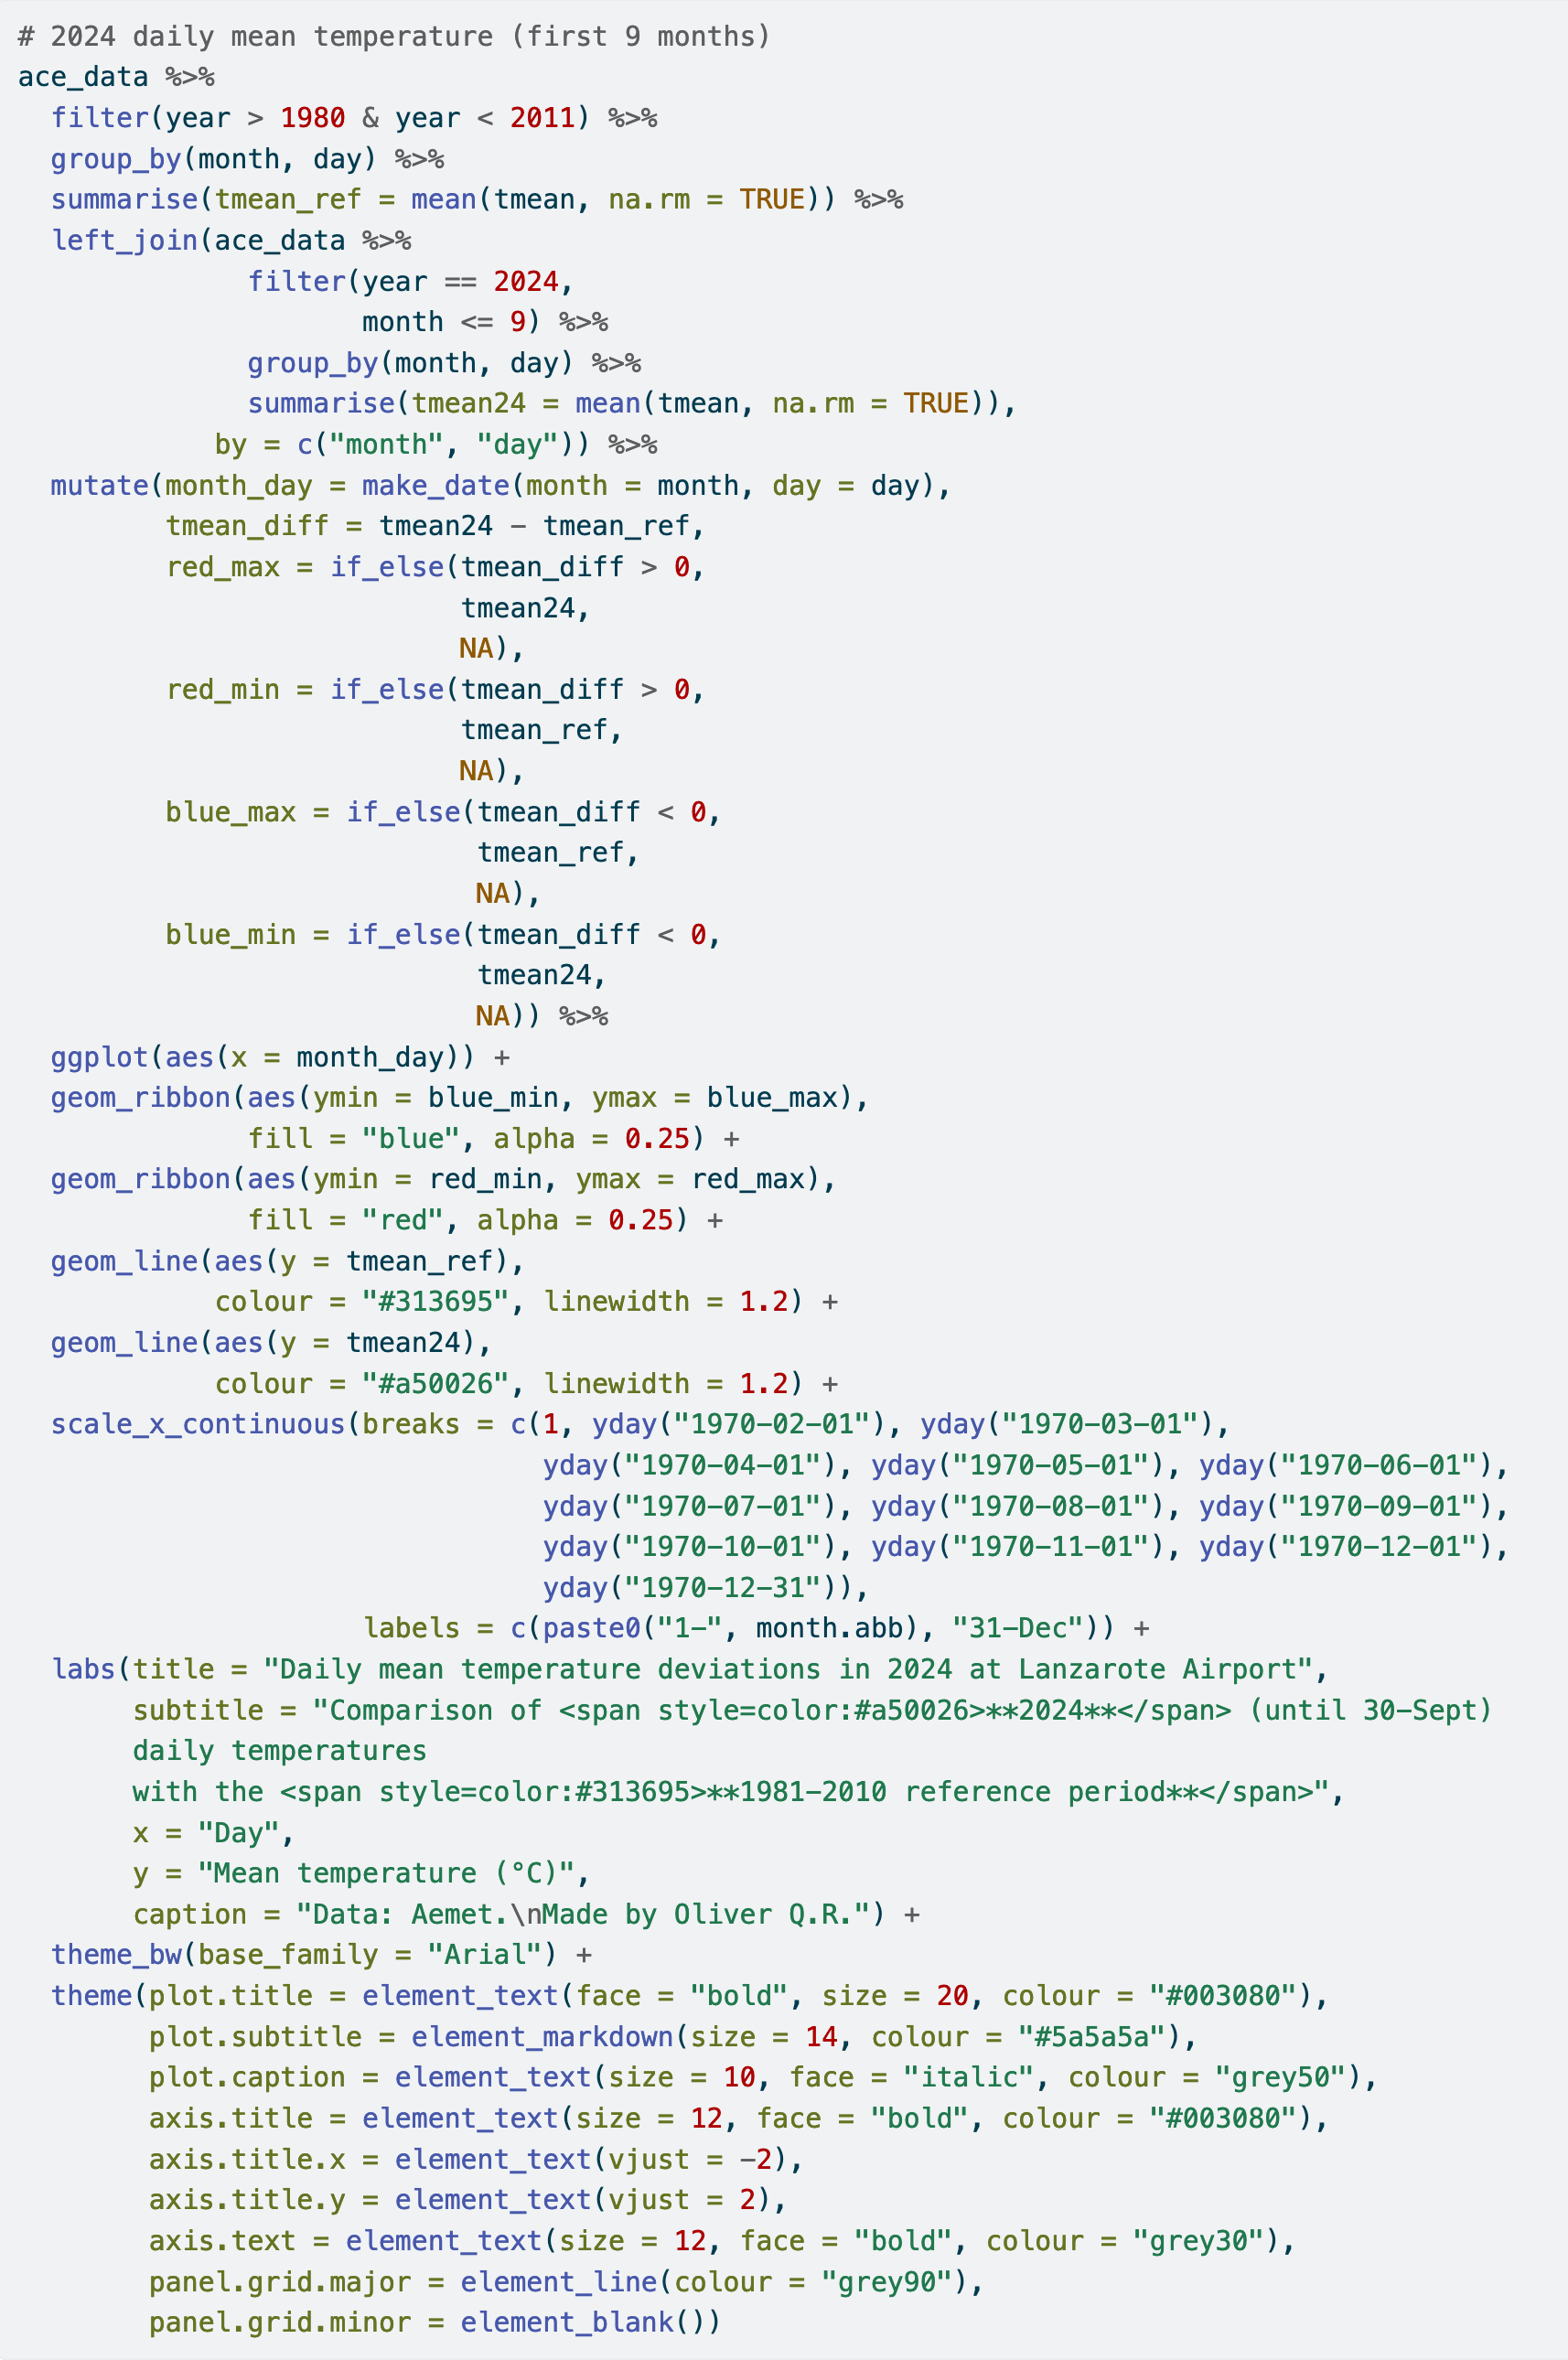 # 2024 daily mean temperature (first 9 months)
ace_data %>%
  filter(year > 1980 & year < 2011) %>%
  group_by(month, day) %>%
  summarise(tmean_ref = mean(tmean, na.rm = TRUE)) %>%
  left_join(ace_data %>%
              filter(year == 2024,
                     month <= 9) %>%
              group_by(month, day) %>%
              summarise(tmean24 = mean(tmean, na.rm = TRUE)),
            by = c("month", "day")) %>%
  mutate(month_day = make_date(month = month, day = day),
         tmean_diff = tmean24 - tmean_ref,
         red_max = if_else(tmean_diff > 0,
                           tmean24,
                           NA),
         red_min = if_else(tmean_diff > 0,
                           tmean_ref,
                           NA),
         blue_max = if_else(tmean_diff < 0,
                            tmean_ref,
                            NA),
         blue_min = if_else(tmean_diff < 0,
                            tmean24,
                            NA)) %>%
  ggplot(aes(x = month_day)) +
  geom_ribbon(aes(ymin = blue_min, ymax = blue_max),
              fill = "blue", alpha = 0.25) +
  geom_ribbon(aes(ymin = red_min, ymax = red_max),
              fill = "red", alpha = 0.25) +
  geom_line(aes(y = tmean_ref),
            colour = "#313695", linewidth = 1.2) +
  geom_line(aes(y = tmean24),
            colour = "#a50026", linewidth = 1.2) +
  scale_x_continuous(breaks = c(1, yday("1970-02-01"), yday("1970-03-01"),
                                yday("1970-04-01"), yday("1970-05-01"), yday("1970-06-01"),
                                yday("1970-07-01"), yday("1970-08-01"), yday("1970-09-01"),
                                yday("1970-10-01"), yday("1970-11-01"), yday("1970-12-01"),
                                yday("1970-12-31")),
                     labels = c(paste0("1-", month.abb), "31-Dec")) +
  labs(title = "Daily mean temperature deviations in 2024 at Lanzarote Airport",
       subtitle = "Comparison of <span style=color:#a50026>**2024**</span> (until 30-Sept)
       daily temperatures
       with the <span style=color:#313695>**1981-2010 reference period**</span>",
       x = "Day",
       y = "Mean temperature (°C)",
       caption = "Data: Aemet.\nMade by Oliver Q.R.") +
  theme_bw(base_family = "Arial") +
  theme(plot.title = element_text(face = "bold", size = 20, colour = "#003080"),
        plot.subtitle = element_markdown(size = 14, colour = "#5a5a5a"),
        plot.caption = element_text(size = 10, face = "italic", colour = "grey50"),
        axis.title = element_text(size = 12, face = "bold", colour = "#003080"),
        axis.title.x = element_text(vjust = -2),
        axis.title.y = element_text(vjust = 2),
        axis.text = element_text(size = 12, face = "bold", colour = "grey30"),
        panel.grid.major = element_line(colour = "grey90"),
        panel.grid.minor = element_blank())